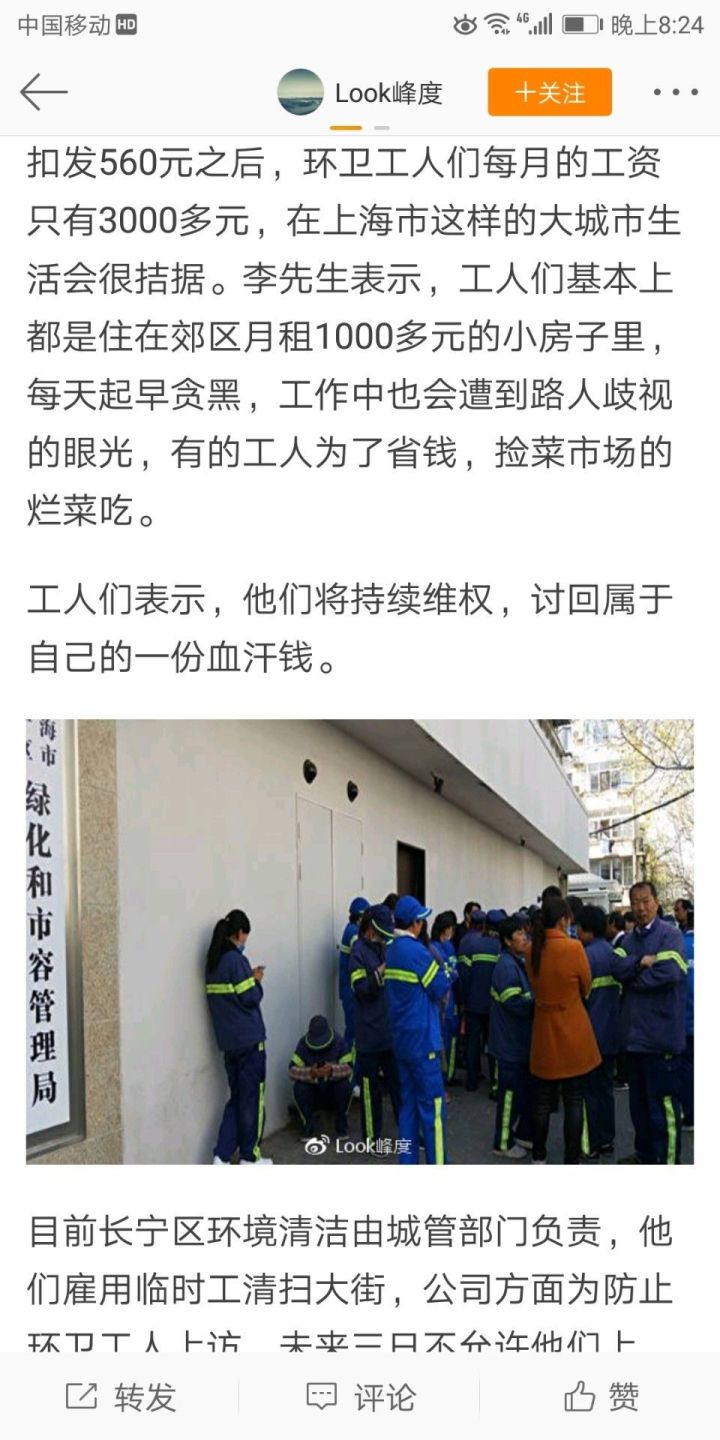 中国移动 HD 4G 晚上8:24
Look峰度 十关注
扣发560元之后，环卫工人们每月的工资
只有3000多元，在上海市这样的大城市生
活会很拮据。李先生表示，工人们基本上
都是住在郊区月租1000多元的小房子里，
每天起早贪黑，工作中也会遭到路人歧视
的眼光，有的工人为了省钱，捡菜市场的
烂菜吃。
工人们表示，他们将持续维权，讨回属于
自己的一份血汗钱。
海市
区
绿化和市容管理局
Look峰度
目前长宁区环境清洁由城管部门负责，他
们雇用临时工清扫大街，公司方面为防止
环卫工人上访，未来三日不允许他们上
转发 评论 赞